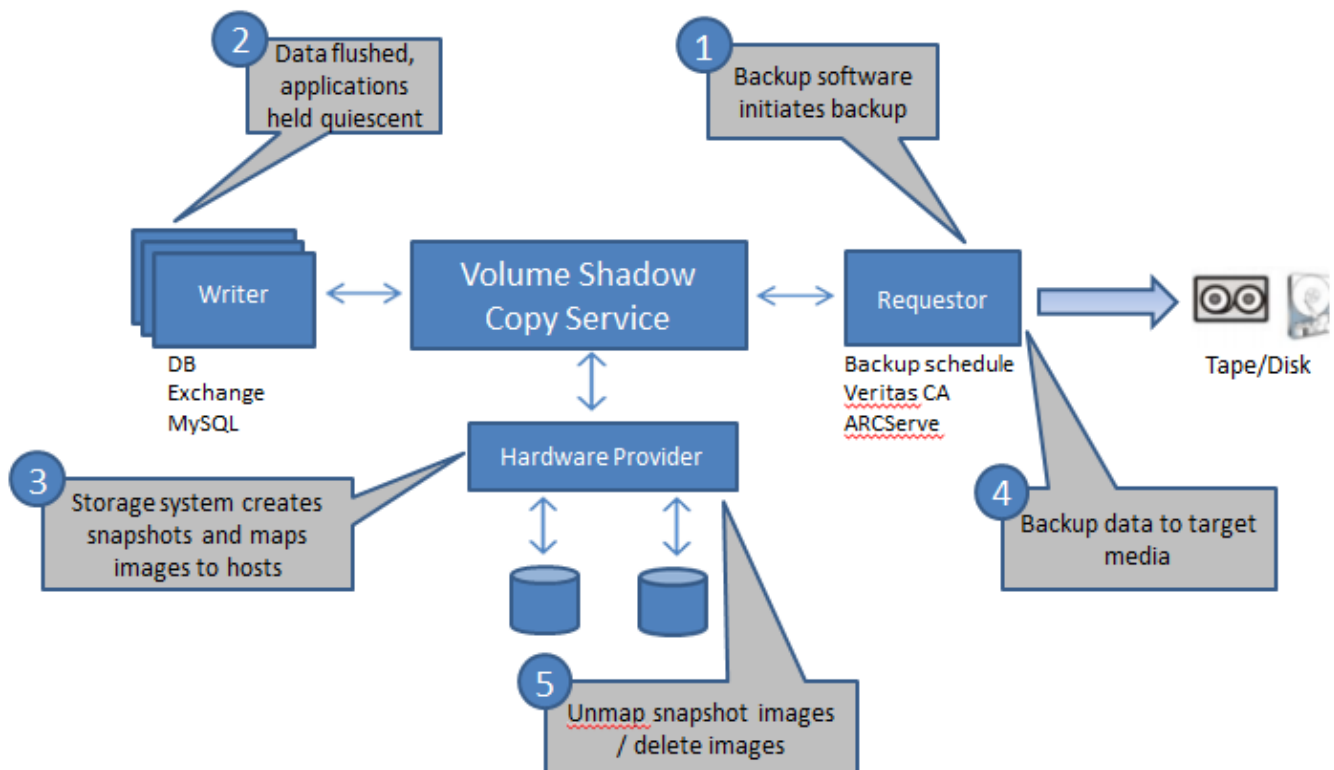 2
Data flushed,
applications
held quiescent
1
Backup software
initiates backup
Writer
DB
Exchange
MySQL
Volume Shadow
Copy Service
Requestor
Backup schedule
Veritas CA
ARCServe
Tape/Disk
Hardware Provider
3
Storage system creates
snapshots and maps
images to hosts
4
Backup data to target
media
5
Unmap snapshot images
/ delete images